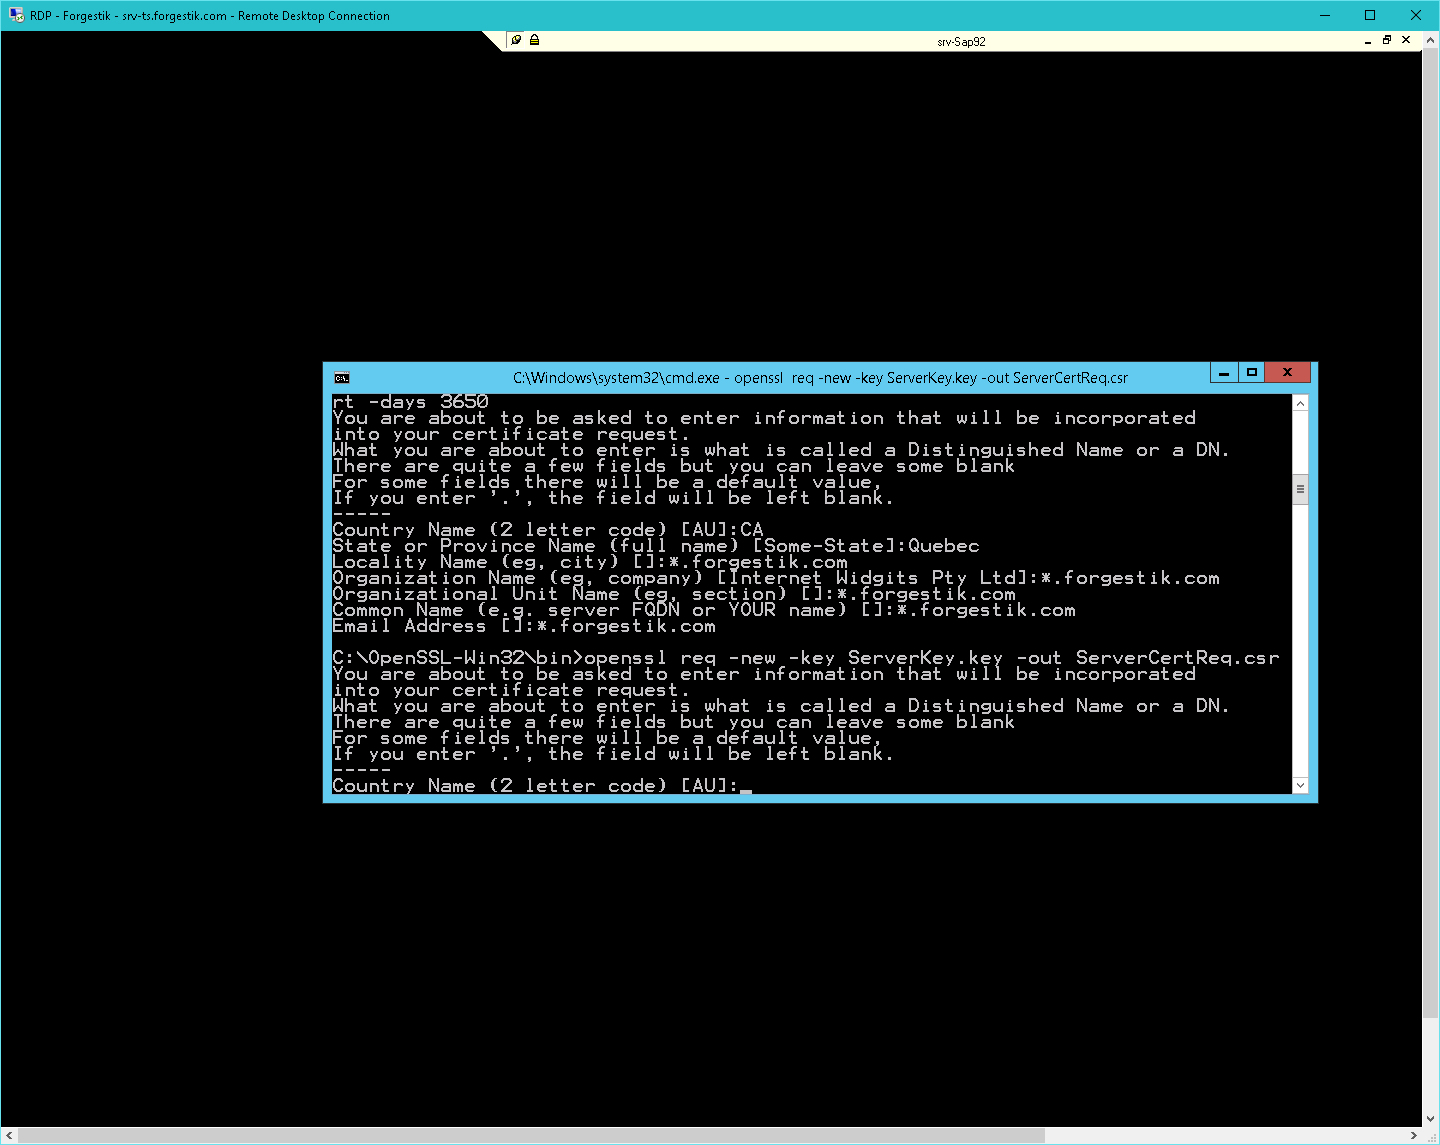 RDP - Forgestik - srv-ts.forgestik.com - Remote Desktop Connection
srv-Sap92
C:\Windows\system32\cmd.exe - openssl  req -new -key ServerKey.key -out ServerCertReq.csr
rt -days 3650
You are about to be asked to enter information that will be incorporated
into your certificate request.
What you are about to enter is what is called a Distinguished Name or a DN.
There are quite a few fields but you can leave some blank
For some fields there will be a default value,
If you enter '.', the field will be left blank.
-----
Country Name (2 letter code) [AU]:CA
State or Province Name (full name) [Some-State]:Quebec
Locality Name (eg, city) []:*.forgestik.com
Organization Name (eg, company) [Internet Widgits Pty Ltd]:*.forgestik.com
Organizational Unit Name (eg, section) []:*.forgestik.com
Common Name (e.g. server FQDN or YOUR name) []:*.forgestik.com
Email Address []:*.forgestik.com
C:\OpenSSL-Win32\bin>openssl req -new -key ServerKey.key -out ServerCertReq.csr
You are about to be asked to enter information that will be incorporated
into your certificate request.
What you are about to enter is what is called a Distinguished Name or a DN.
There are quite a few fields but you can leave some blank
For some fields there will be a default value,
If you enter '.', the field will be left blank.
-----
Country Name (2 letter code) [AU]:_